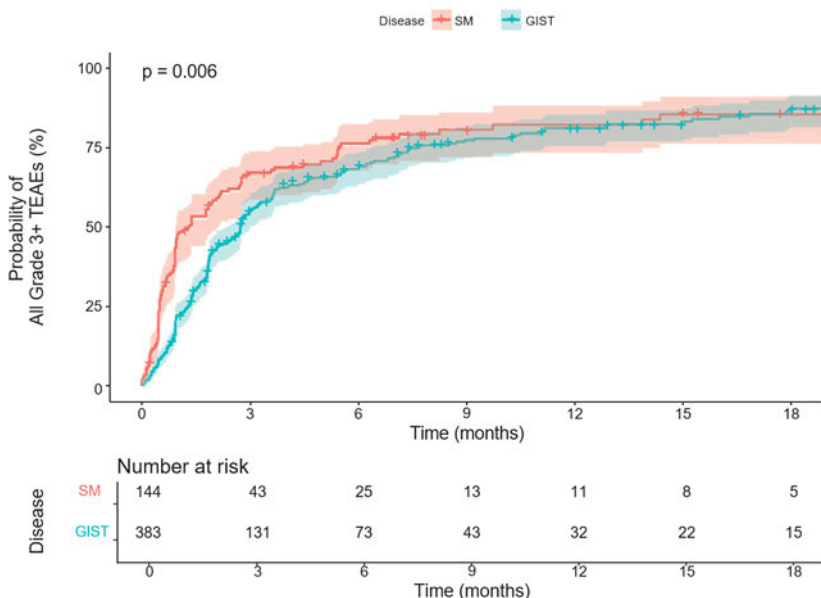 Disease SM GIST
p = 0.006
Probability of
All Grade 3+ TEAEs (%)
100
75
50
25
0
0 3 6 9 12 15 18
Time (months)
Number at risk
Disease
SM 144 43 25 13 11 8 5
GIST 383 131 73 43 32 22 15
0 3 6 9 12 15 18
Time (months)